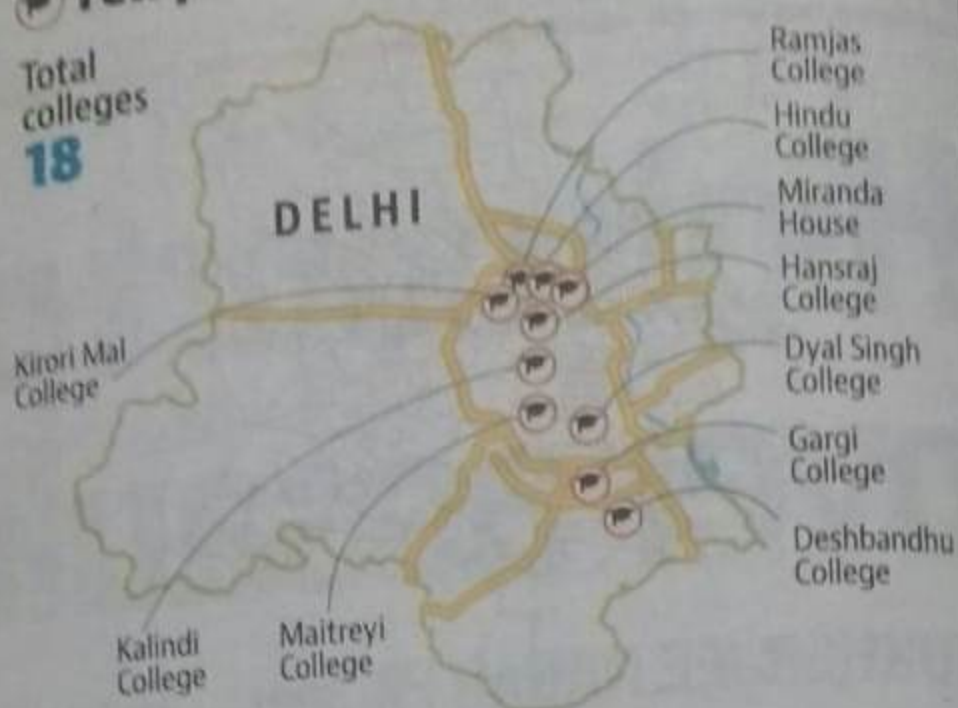 Total
colleges
18
DELHI
Ramjas
College
Hindu
College
Miranda
House
Hansraj
College
Kirori Mal
College
Dyal Singh
College
Gargi
College
Deshbandhu
College
Kalindi
College
Maitreyi
College